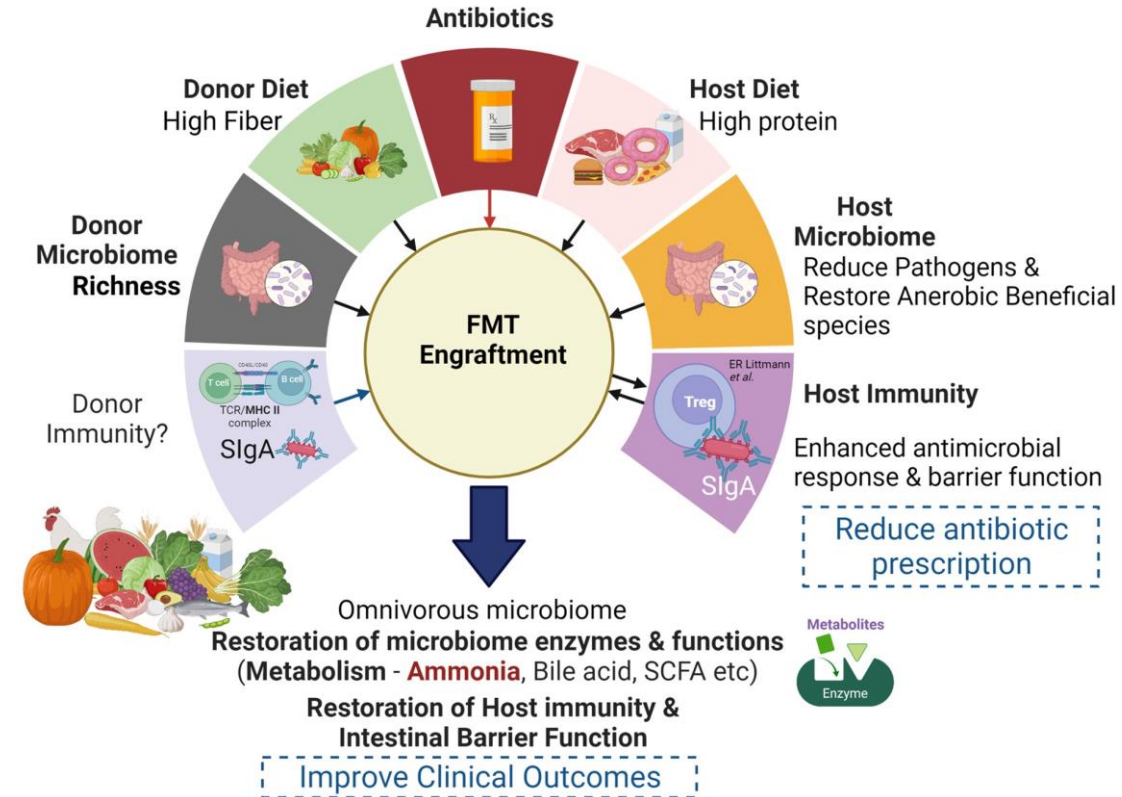 Antibiotics
Donor Diet
High Fiber
Host Diet
High protein
Donor
Microbiome
Richness
Host
Microbiome
Reduce Pathogens &
Restore Anerobic Beneficial
species
FMT
Engraftment
Donor
Immunity?
CD40L/CD40
T cell
B cell
TCR/MHC II
complex
SIgA
ER Littmann
et al.
Treg
SIgA
Host Immunity
Enhanced antimicrobial
response & barrier function
Reduce antibiotic
prescription
Omnivorous microbiome
Restoration of microbiome enzymes & functions
(Metabolism - Ammonia, Bile acid, SCFA etc)
Metabolites
Enzyme
Restoration of Host immunity &
Intestinal Barrier Function
Improve Clinical Outcomes